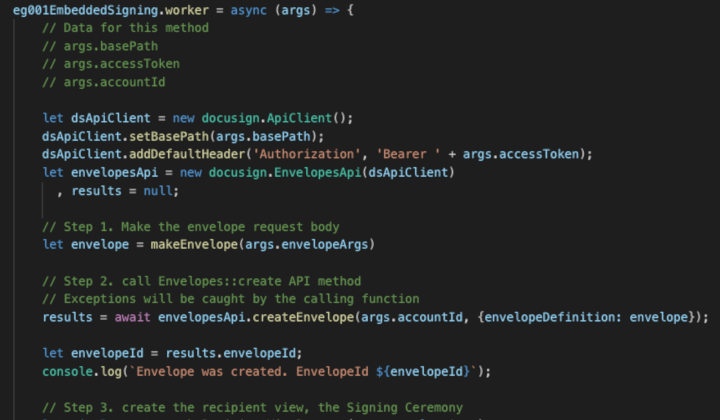 eg001EmbeddedSigning.worker = async (args) => {
// Data for this method
// args.basePath
// args.accessToken
// args.accountId
let dsApiClient = new docusign.ApiClient();
dsApiClient.setBasePath(args.basePath);
dsApiClient.addDefaultHeader('Authorization', 'Bearer ' + args.accessToken);
let envelopesApi = new docusign.EnvelopesApi(dsApiClient)
, results = null;
// Step 1. Make the envelope request body
let envelope = makeEnvelope(args.envelopeArgs)
// Step 2. call Envelopes::create API method
// Exceptions will be caught by the calling function
results = await envelopesApi.createEnvelope(args.accountId, {envelopeDefinition: envelope});
let envelopeId = results.envelopeId;
console.log(`Envelope was created. EnvelopeId ${envelopeId}`);
// Step 3. create the recipient view, the Signing Ceremony